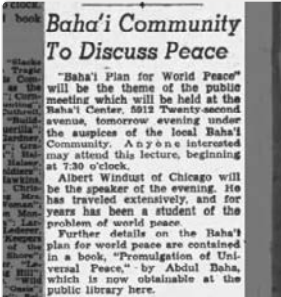 Baha'i Community
To Discuss Peace
"Baha'i Plan for World Peace"
will be the theme of the public
meeting which will be held at the
Baha'i Center, 5912 Twenty-second
avenue, tomorrow evening under
the auspices of the local Baha'i
Community. Anyone interested
may attend this lecture, beginning
at 7:30 o'clock.
Albert Windust of Chicago will
be the speaker of the evening. He
has traveled extensively, and for
years has been a student of the
problem of world peace.
Further details on the Baha'i
plan for world peace are contained
in a book, "Promulgation of Uni-
versal Peace," by Abdul Baha,
which is now obtainable at the
public library here.